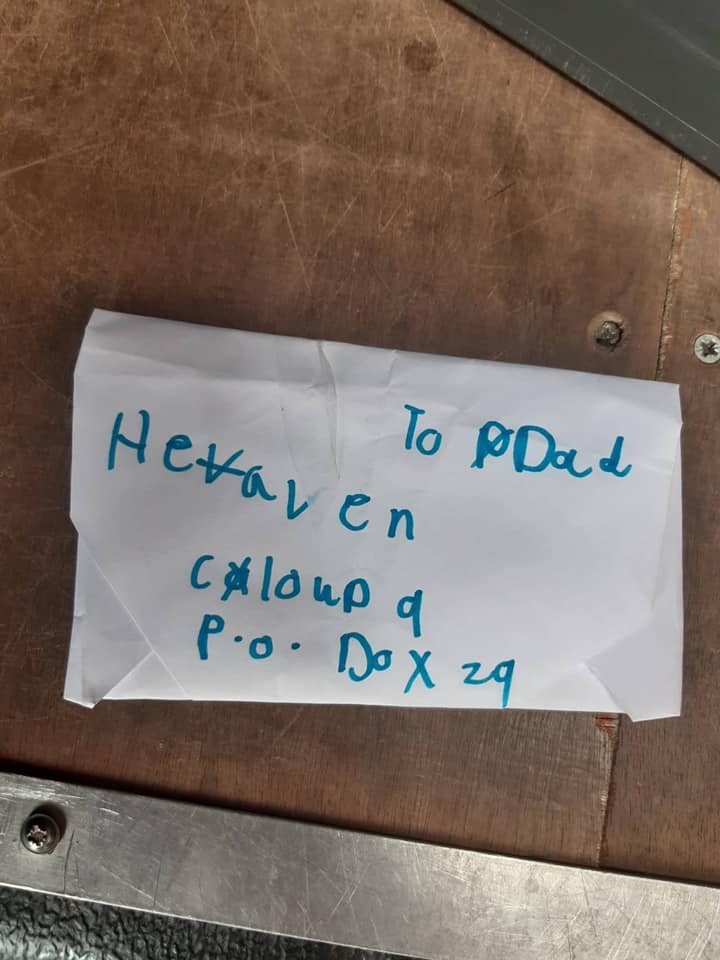 To Dad
Heaven
cloud 9
P.O. Box 29